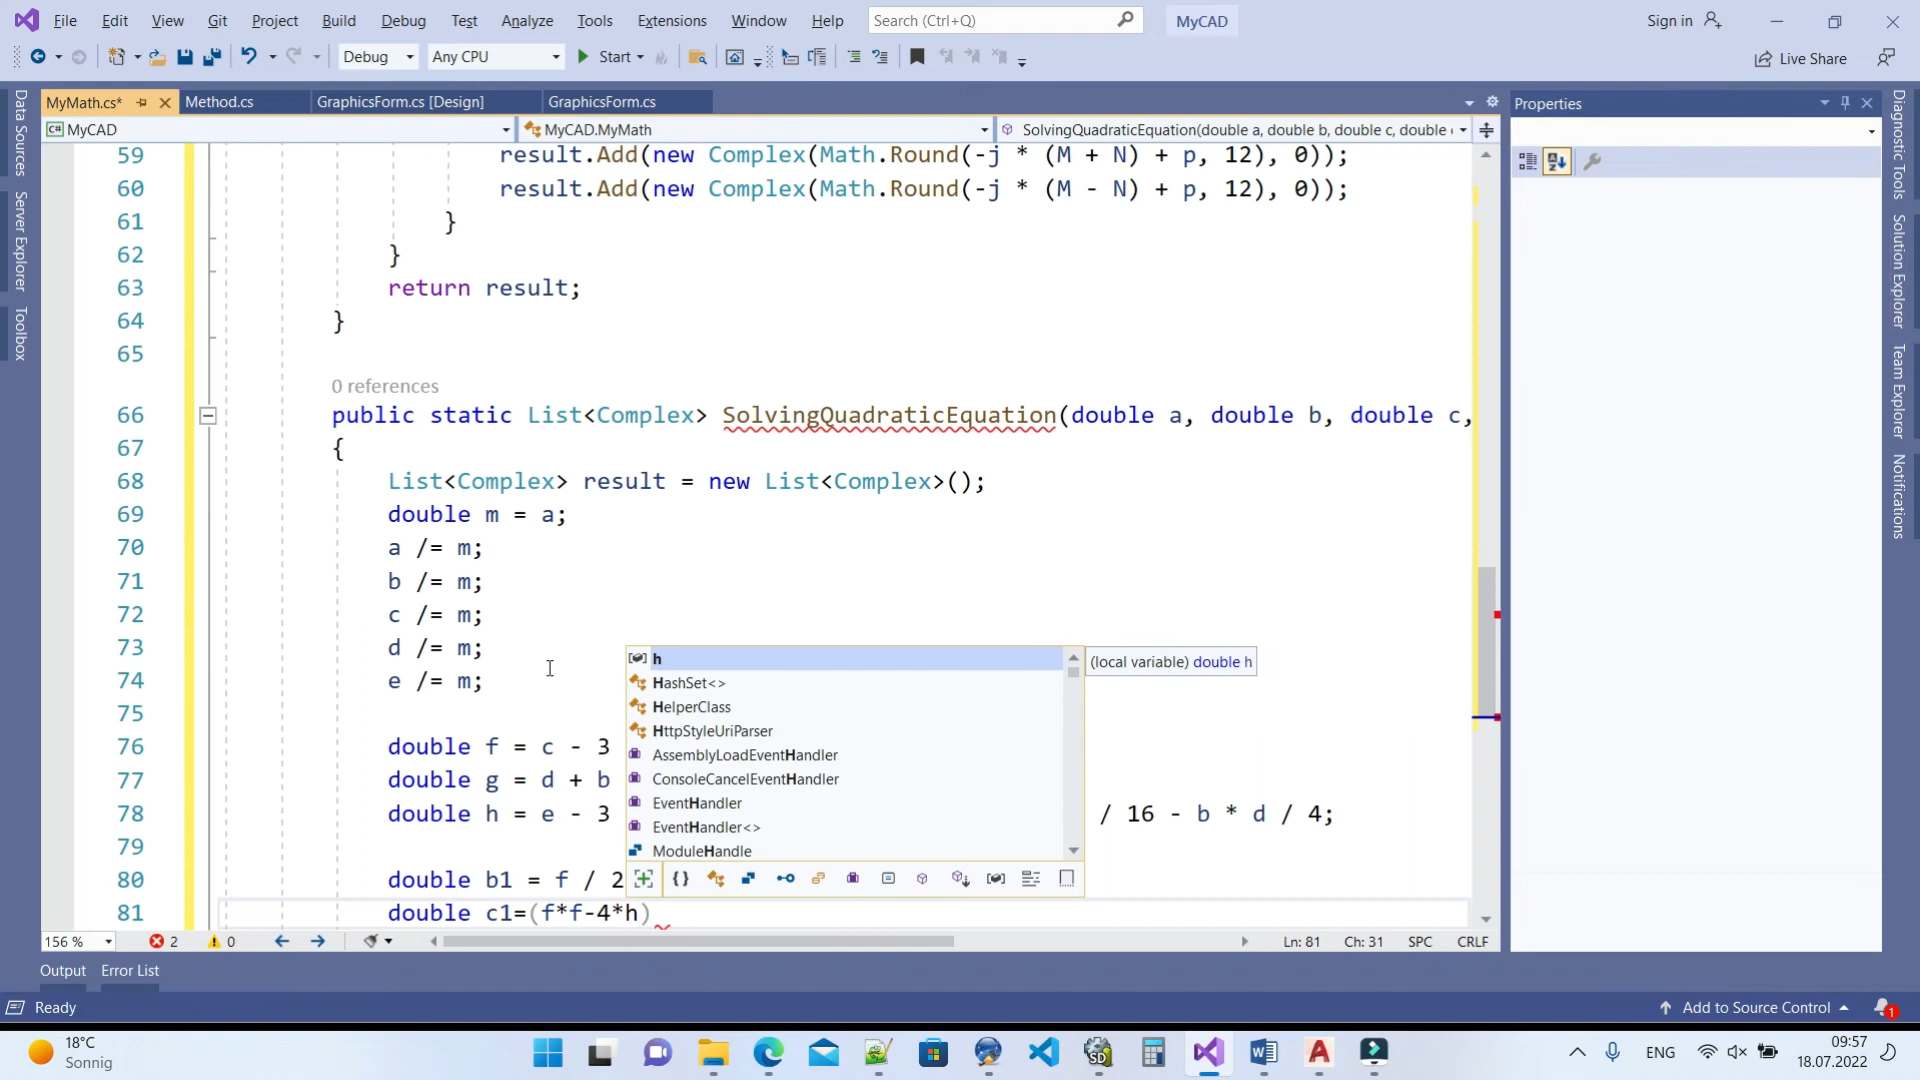 File Edit View Git Project Build Debug Test Analyze Tools Extensions Window Help Search (Ctrl+Q) MyCAD Sign in
Debug Any CPU Start Live Share
MyMath.cs* Method.cs GraphicsForm.cs [Design] GraphicsForm.cs Properties
C# MyCAD MyCAD.MyMath SolvingQuadraticEquation(double a, double b, double c, double
Data Sources
Server Explorer
Toolbox
59 result.Add(new Complex(Math.Round(-j * (M + N) + p, 12), 0));
60 result.Add(new Complex(Math.Round(-j * (M - N) + p, 12), 0));
61 }
62 }
63 return result;
64 }
65
0 references
66 public static List<Complex> SolvingQuadraticEquation(double a, double b, double c,
67 {
68 List<Complex> result = new List<Complex>();
69 double m = a;
70 a /= m;
71 b /= m;
72 c /= m;
73 d /= m;
74 e /= m;
75
76 double f = c - 3
77 double g = d + b
78 double h = e - 3 / 16 - b * d / 4;
79
80 double b1 = f / 2
81 double c1=(f*f-4*h)
h
HashSet<>
HelperClass
HttpStyleUriParser
AssemblyLoadEventHandler
ConsoleCancelEventHandler
EventHandler
EventHandler<>
ModuleHandle
(local variable) double h
Diagnostic Tools
Solution Explorer
Team Explorer
Notifications
156 % 2 0 Ln: 81 Ch: 31 SPC CRLF
Output Error List
Ready Add to Source Control 1
18°C
Sonnig
SD
ENG
09:57
18.07.2022